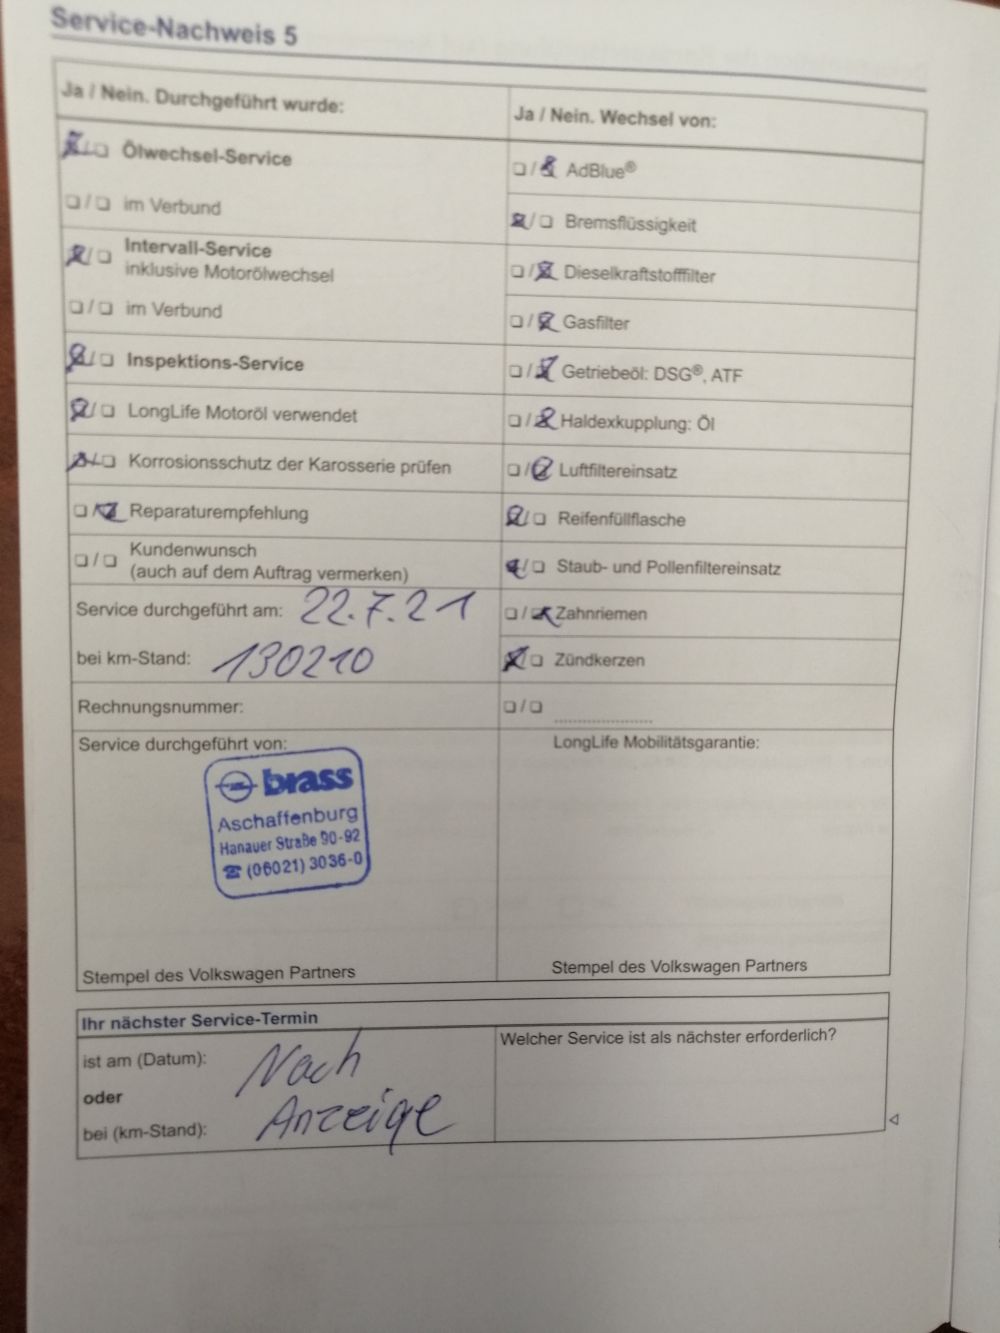 Service-Nachweis 5
Ja / Nein. Durchgeführt wurde:
Ölwechsel-Service
im Verbund
Intervall-Service
inklusive Motorölwechsel
im Verbund
Inspektions-Service
LongLife Motoröl verwendet
Korrosionsschutz der Karosserie prüfen
Reparaturempfehlung
Kundenwunsch
(auch auf dem Auftrag vermerken)
Service durchgeführt am: 22.7.21
bei km-Stand: 130210
Rechnungsnummer:
Service durchgeführt von:
brass
Aschaffenburg
Hanauer Straße 90-92
☎ (06021) 3036-0
Stempel des Volkswagen Partners
Ja / Nein. Wechsel von:
AdBlue®
Bremsflüssigkeit
Dieselkraftstofffilter
Gasfilter
Getriebeöl: DSG®, ATF
Haldexkupplung: Öl
Luftfiltereinsatz
Reifenfüllflasche
Staub- und Pollenfiltereinsatz
Zahnriemen
Zündkerzen
LongLife Mobilitätsgarantie:
Stempel des Volkswagen Partners
Ihr nächster Service-Termin
ist am (Datum): Nach
oder
bei (km-Stand): Anzeige
Welcher Service ist als nächster erforderlich?